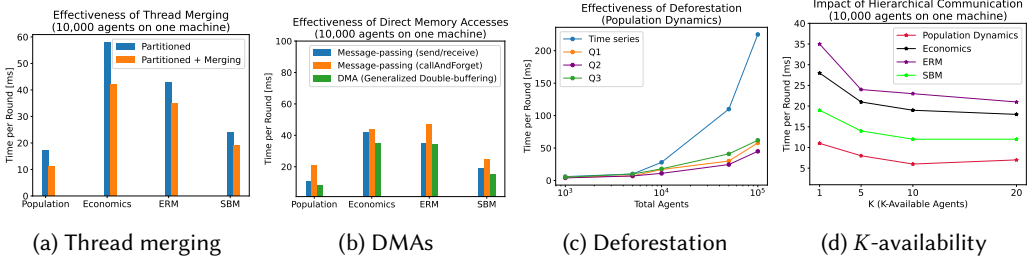 Effectiveness of Thread Merging
(10,000 agents on one machine)
Time per Round [ms]
60
50
40
30
20
10
0
Partitioned
Partitioned + Merging
Population
Economics
ERM
SBM
(a) Thread merging
Effectiveness of Direct Memory Accesses
(10,000 agents on one machine)
Time per Round [ms]
100
80
60
40
20
Message-passing (send/receive)
Message-passing (callAndForget)
DMA (Generalized Double-buffering)
Population
Economics
ERM
SBM
(b) DMAs
Effectiveness of Deforestation
(Population Dynamics)
Time per Round [ms]
200
150
100
50
0
Time series
Q1
Q2
Q3
10³
10⁴
10⁵
Total Agents
(c) Deforestation
Impact of Hierarchical Communication
(10,000 agents on one machine)
Time per Round [ms]
40
35
30
25
20
15
10
5
Population Dynamics
Economics
ERM
SBM
1
5
10
20
K (K-Available Agents)
(d) K-availability